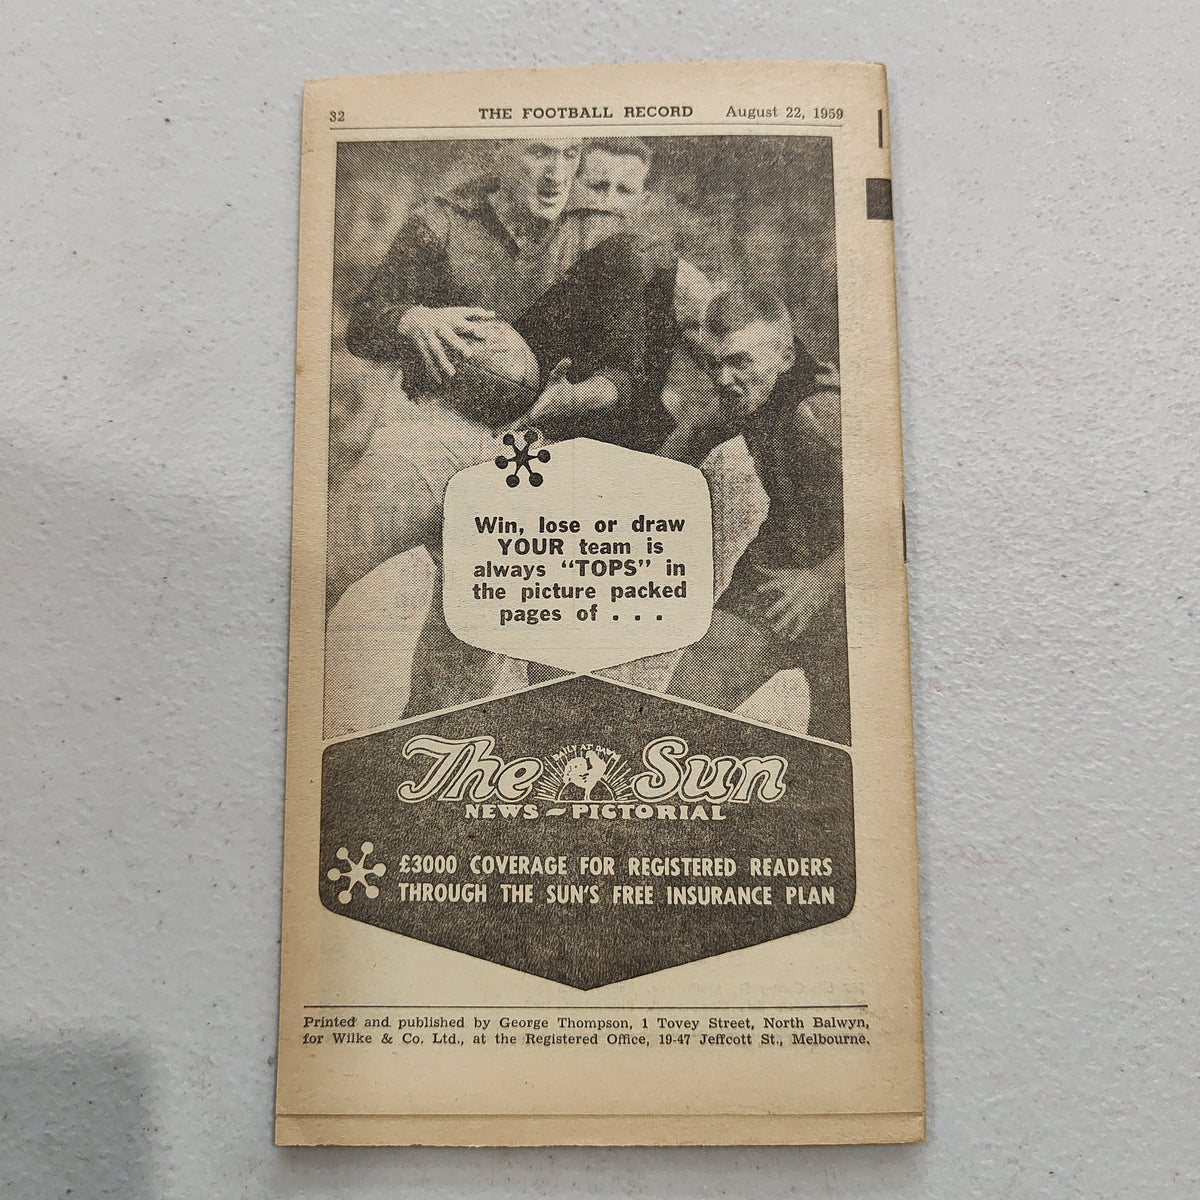 32 THE FOOTBALL RECORD August 22, 1959
Win, lose or draw
YOUR team is
always “TOPS” in
the picture packed
pages of . . .
The DAILY AT DAWN Sun
NEWS-PICTORIAL
£3000 COVERAGE FOR REGISTERED READERS
THROUGH THE SUN'S FREE INSURANCE PLAN
Printed and published by George Thompson, 1 Tovey Street, North Balwyn,
for Wilke & Co. Ltd., at the Registered Office, 19-47 Jeffcott St., Melbourne.